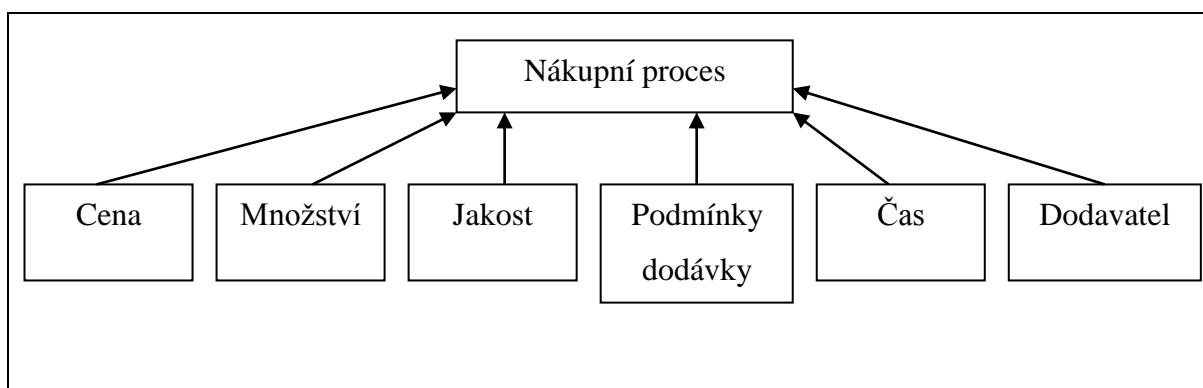 Nákupní proces
Cena
Množství
Jakost
Podmínky
dodávky
Čas
Dodavatel